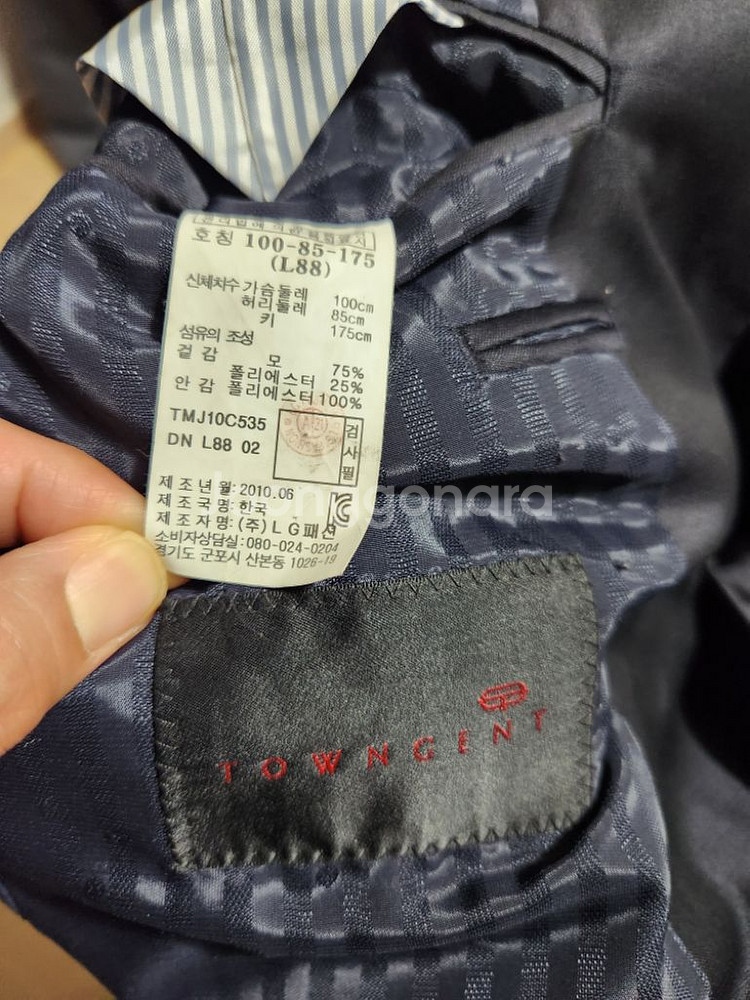 호칭 100-85-175
(L88)
신체치수 가슴둘레 100cm
허리둘레 85cm
키 175cm
섬유의 조성
겉감 모 75%
폴리에스터 25%
안감 폴리에스터 100%
TMJ10C535
DN L88 02
검사필
제조년월: 2010.06
제조국명: 한국
제조자명: (주)LG패션
소비자상담실: 080-024-0204
경기도 군포시 산본동 1026-19
TOWNGENT